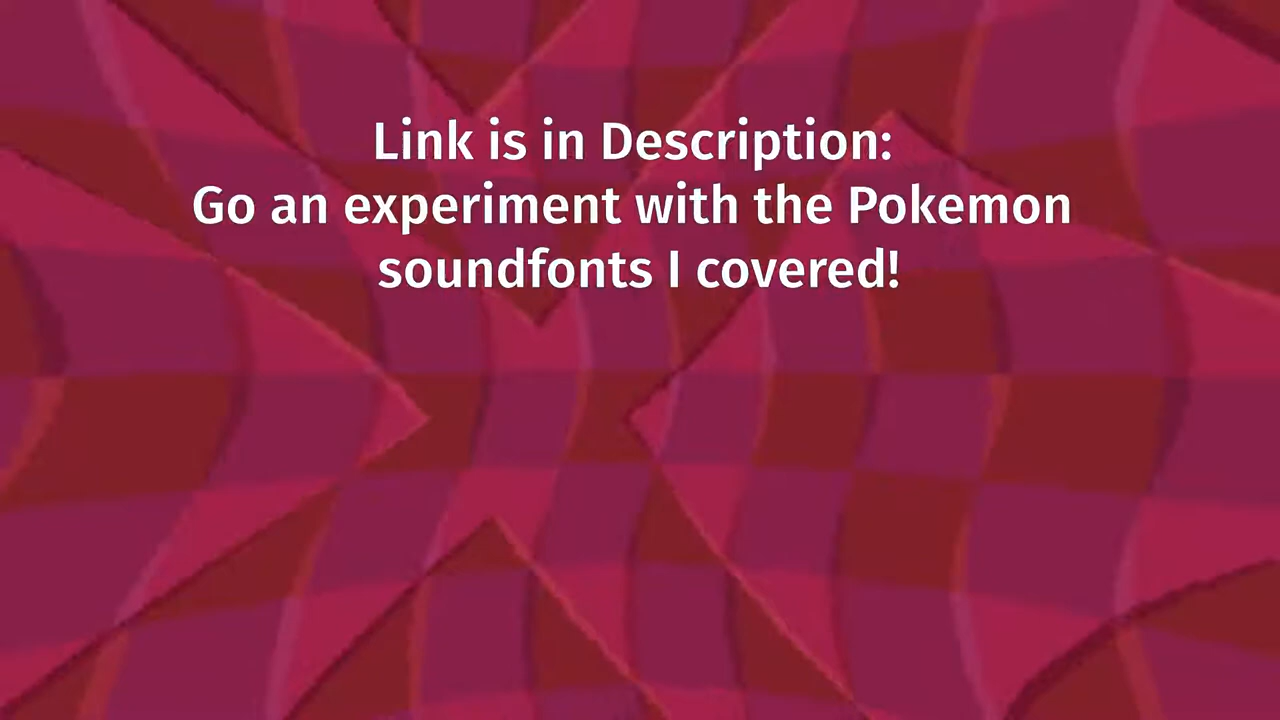 Link is in Description:
Go an experiment with the Pokemon
soundfonts I covered!